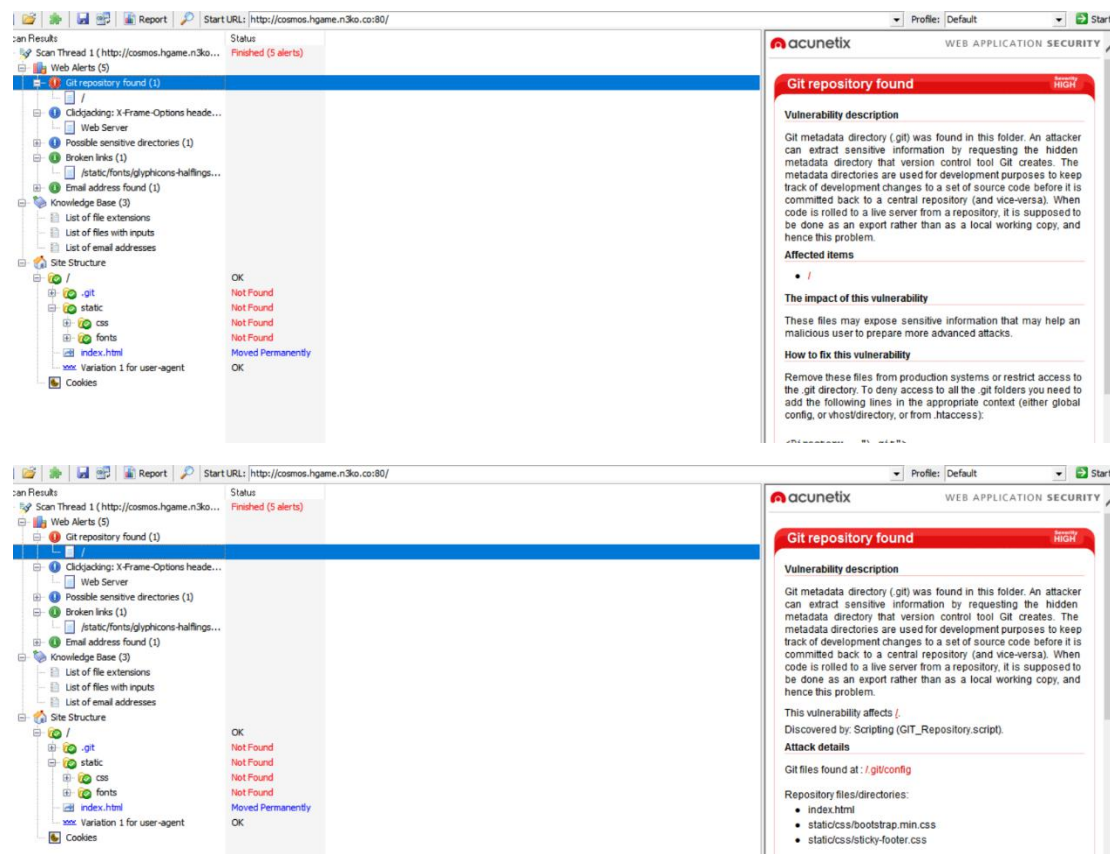 Report Start URL: http://cosmos.hgame.n3ko.co:80/ Profile: Default Start
can Results Status
Scan Thread 1 ( http://cosmos.hgame.n3ko... Finished (5 alerts)
Web Alerts (5)
Git repository found (1)
/
Clickjacking: X-Frame-Options heade...
Web Server
Possible sensitive directories (1)
Broken links (1)
/static/fonts/glyphicons-halflings...
Email address found (1)
Knowledge Base (3)
List of file extensions
List of files with inputs
List of email addresses
Site Structure
/ OK
.git Not Found
static Not Found
css Not Found
fonts Not Found
index.html Moved Permanently
Variation 1 for user-agent OK
Cookies
acunetix WEB APPLICATION SECURITY
Git repository found Severity HIGH
Vulnerability description
Git metadata directory (.git) was found in this folder. An attacker
can extract sensitive information by requesting the hidden
metadata directory that version control tool Git creates. The
metadata directories are used for development purposes to keep
track of development changes to a set of source code before it is
committed back to a central repository (and vice-versa). When
code is rolled to a live server from a repository, it is supposed to
be done as an export rather than as a local working copy, and
hence this problem.
Affected items
• /
The impact of this vulnerability
These files may expose sensitive information that may help an
malicious user to prepare more advanced attacks.
How to fix this vulnerability
Remove these files from production systems or restrict access to
the .git directory. To deny access to all the .git folders you need to
add the following lines in the appropriate context (either global
config, or vhost/directory, or from .htaccess):
Report Start URL: http://cosmos.hgame.n3ko.co:80/ Profile: Default Start
can Results Status
Scan Thread 1 ( http://cosmos.hgame.n3ko... Finished (5 alerts)
Web Alerts (5)
Git repository found (1)
/
Clickjacking: X-Frame-Options heade...
Web Server
Possible sensitive directories (1)
Broken links (1)
/static/fonts/glyphicons-halflings...
Email address found (1)
Knowledge Base (3)
List of file extensions
List of files with inputs
List of email addresses
Site Structure
/ OK
.git Not Found
static Not Found
css Not Found
fonts Not Found
index.html Moved Permanently
Variation 1 for user-agent OK
Cookies
acunetix WEB APPLICATION SECURITY
Git repository found Severity HIGH
Vulnerability description
Git metadata directory (.git) was found in this folder. An attacker
can extract sensitive information by requesting the hidden
metadata directory that version control tool Git creates. The
metadata directories are used for development purposes to keep
track of development changes to a set of source code before it is
committed back to a central repository (and vice-versa). When
code is rolled to a live server from a repository, it is supposed to
be done as an export rather than as a local working copy, and
hence this problem.
This vulnerability affects /.
Discovered by: Scripting (GIT_Repository.script).
Attack details
Git files found at : /.git/config
Repository files/directories:
• index.html
• static/css/bootstrap.min.css
• static/css/sticky-footer.css